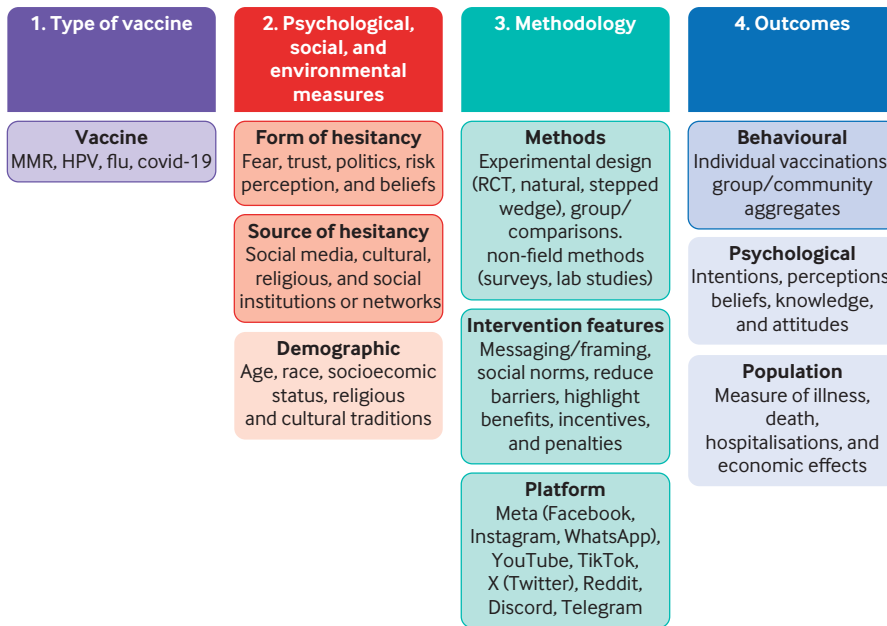 1. Type of vaccine
2. Psychological,
social, and
environmental
measures
3. Methodology
4. Outcomes
Vaccine
MMR, HPV, flu, covid-19
Form of hesitancy
Fear, trust, politics, risk
perception, and beliefs
Source of hesitancy
Social media, cultural,
religious, and social
institutions or networks
Demographic
Age, race, socioecomic
status, religious
and cultural traditions
Methods
Experimental design
(RCT, natural, stepped
wedge), group/
comparisons.
non-field methods
(surveys, lab studies)
Intervention features
Messaging/framing,
social norms, reduce
barriers, highlight
benefits, incentives,
and penalties
Platform
Meta (Facebook,
Instagram, WhatsApp),
YouTube, TikTok,
X (Twitter), Reddit,
Discord, Telegram
Behavioural
Individual vaccinations
group/community
aggregates
Psychological
Intentions, perceptions
beliefs, knowledge,
and attitudes
Population
Measure of illness,
death,
hospitalisations, and
economic effects